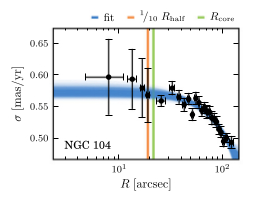 fit 1/10 R_half R_core
0.65
0.60
0.55
0.50
σ [mas/yr]
NGC 104
10^1 10^2
R [arcsec]